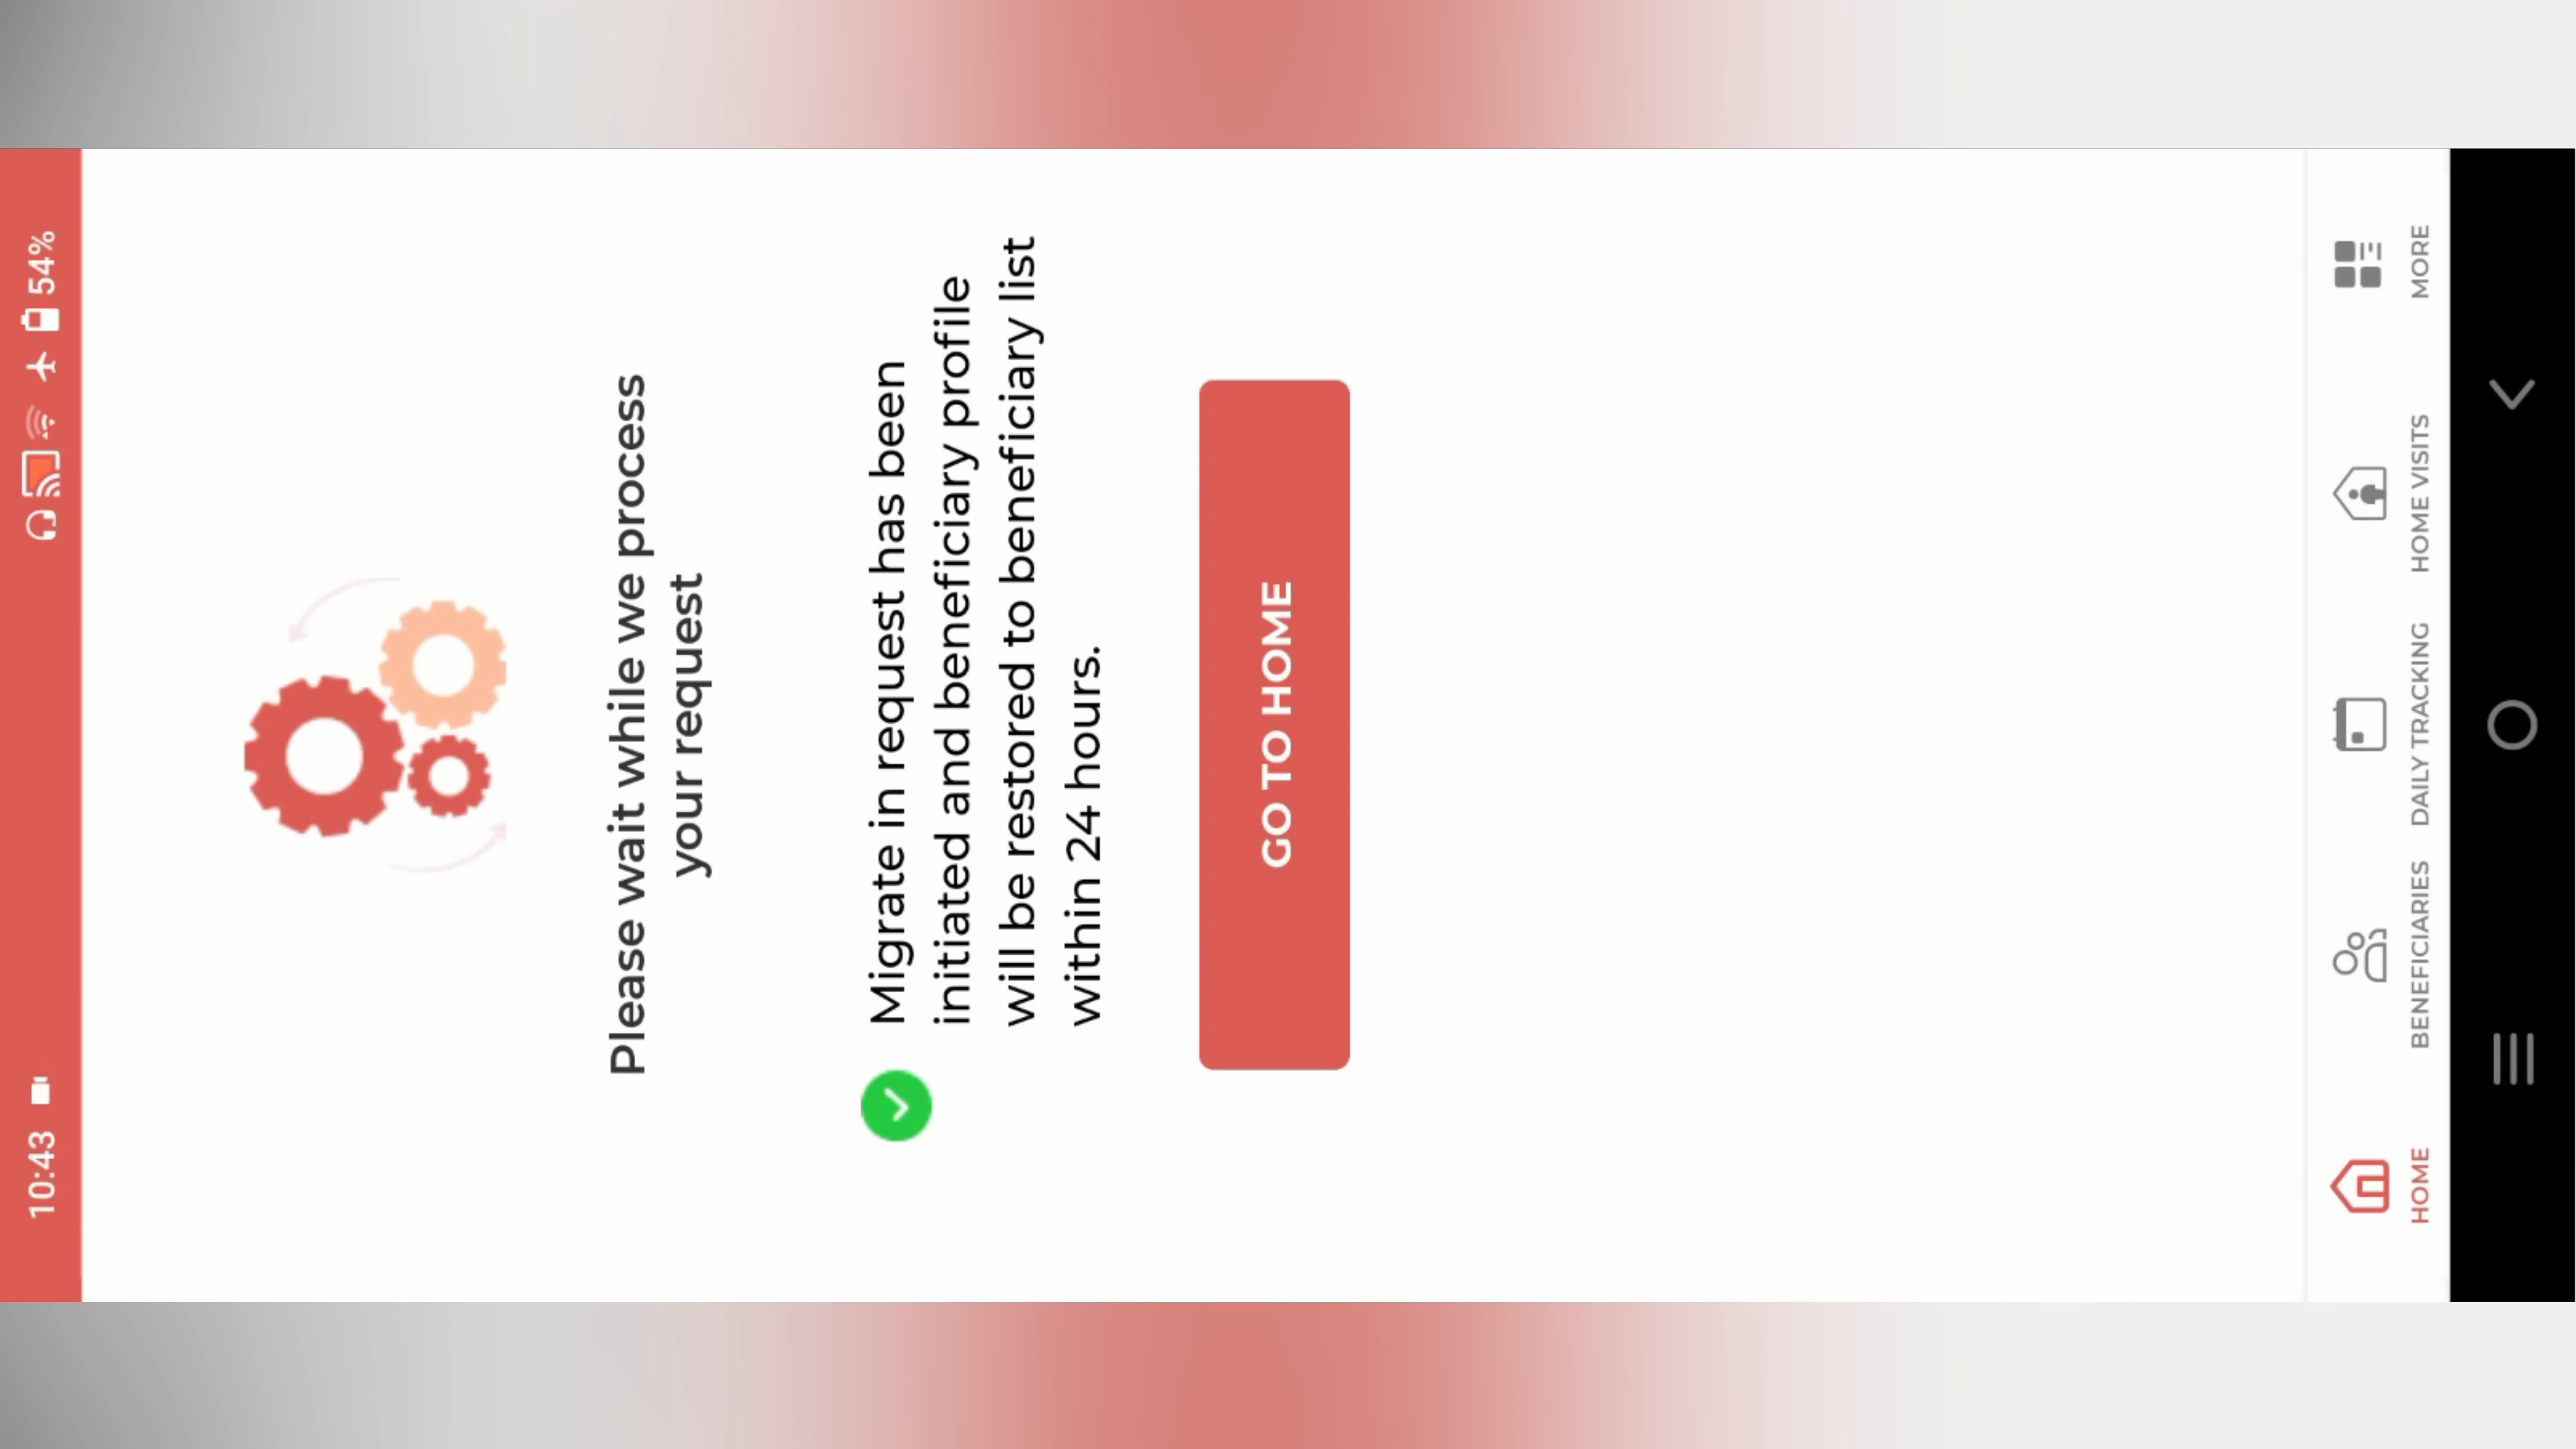 10:43 54%
Please wait while we process
your request
Migrate in request has been
initiated and beneficiary profile
will be restored to beneficiary list
within 24 hours.
GO TO HOME
HOME
BENEFICIARIES
DAILY TRACKING
HOME VISITS
MORE